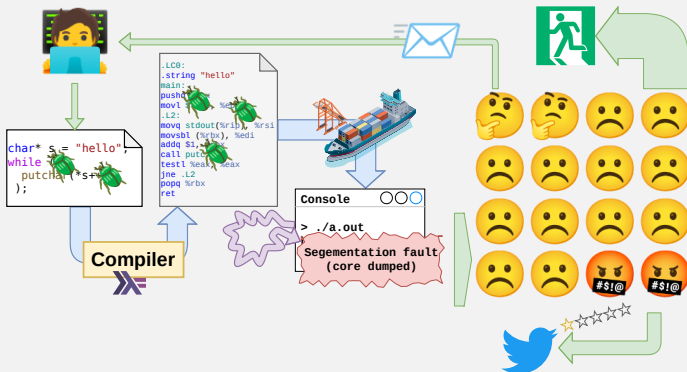 .LC0:
.string "hello"
main:
pushq
movl
.L2:
movq stdout(%rip), %rsi
movsbl (%rbx), %edi
addq $1,
call putc
testl %eax, %eax
jne .L2
popq %rbx
ret
char* s = "hello";
while
putchar(*s++
);
Compiler
Console
> ./a.out
Segementation fault
(core dumped)
#$!@
#$!@